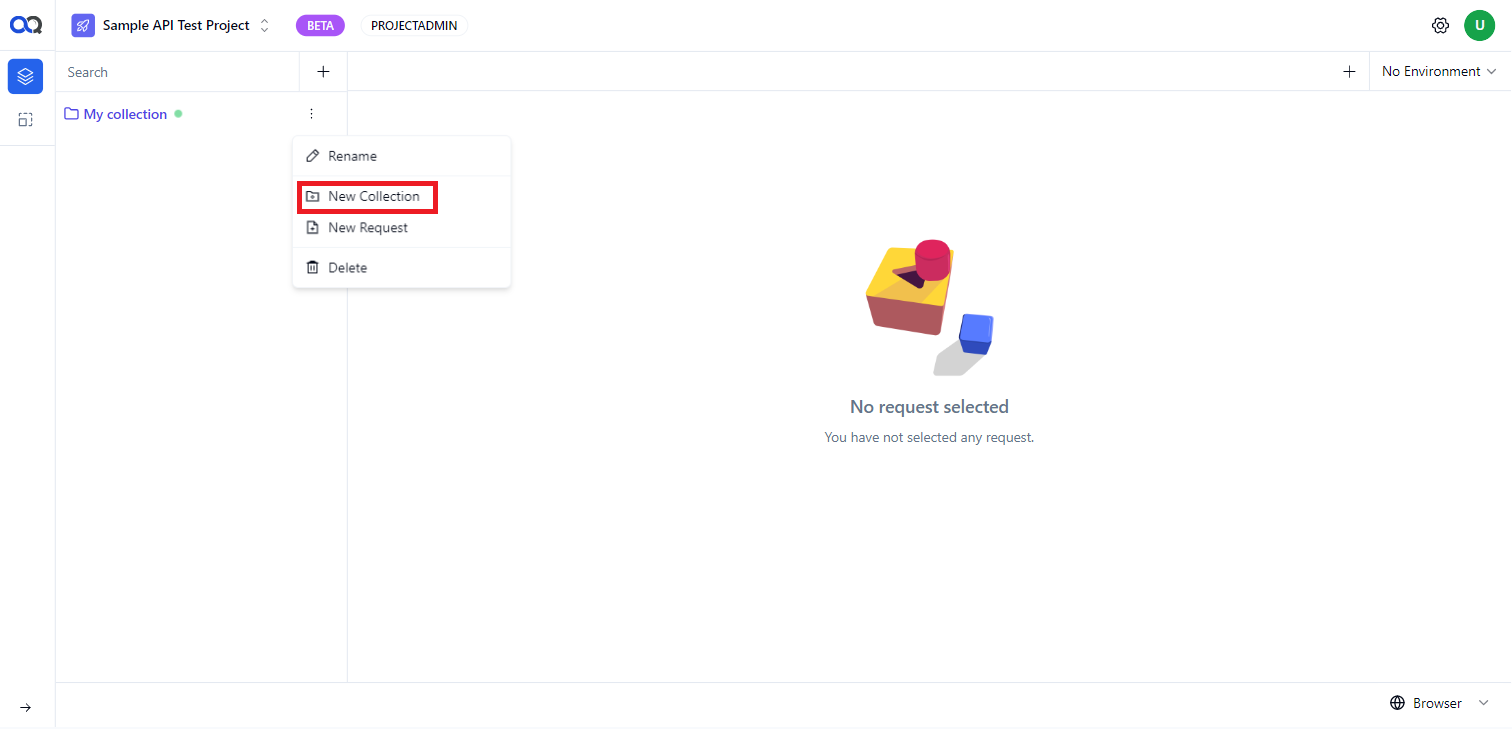 Sample API Test Project
BETA
PROJECTADMIN
U
Search
No Environment
My collection
Rename
New Collection
New Request
Delete
No request selected
You have not selected any request.
Browser